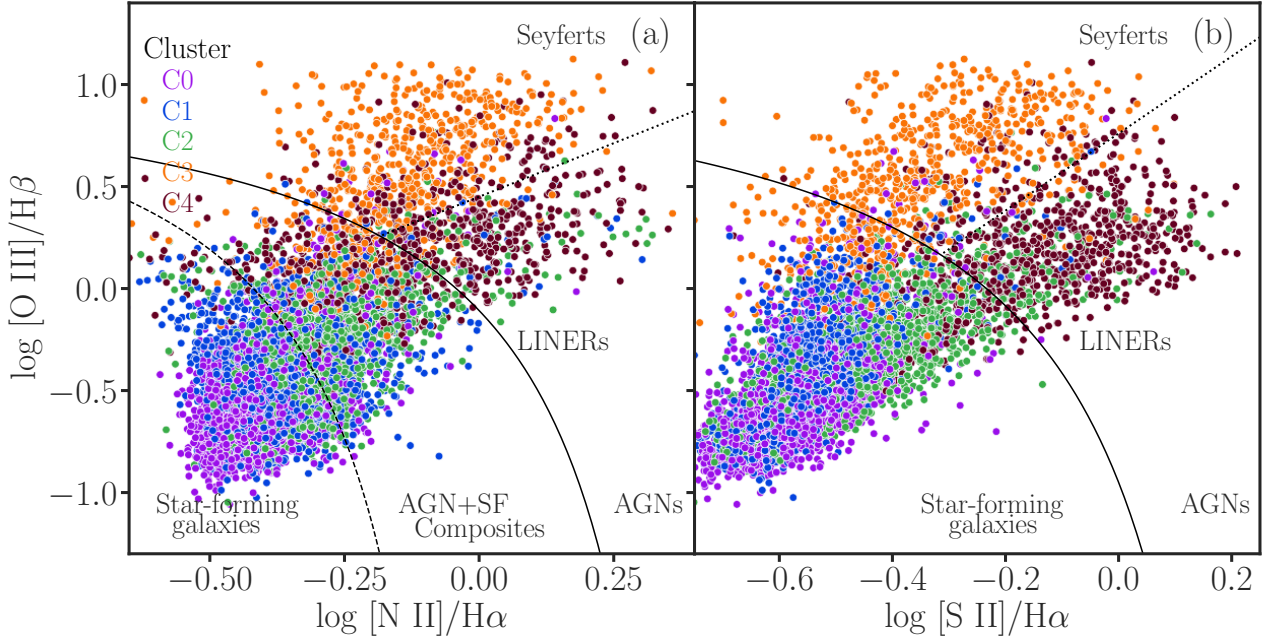 Seyferts (a)
Cluster
C0
C1
C2
C3
C4
LINERs
Star-forming
galaxies
AGN+SF
Composites
AGNs
1.0
0.5
0.0
−0.5
−1.0
log [O III]/Hβ
−0.50 −0.25 0.00 0.25
log [N II]/Hα
Seyferts (b)
LINERs
Star-forming
galaxies
AGNs
−0.6 −0.4 −0.2 0.0 0.2
log [S II]/Hα